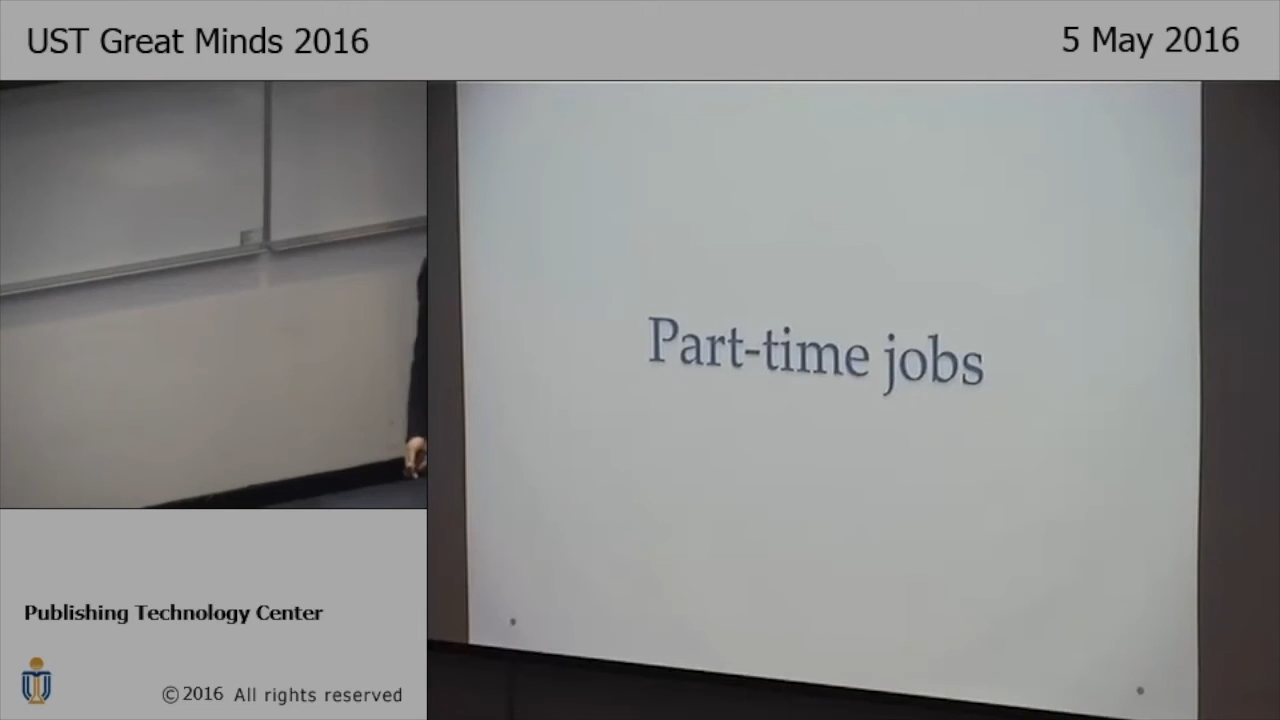 UST Great Minds 2016
5 May 2016
Part-time jobs
Publishing Technology Center
©2016 All rights reserved